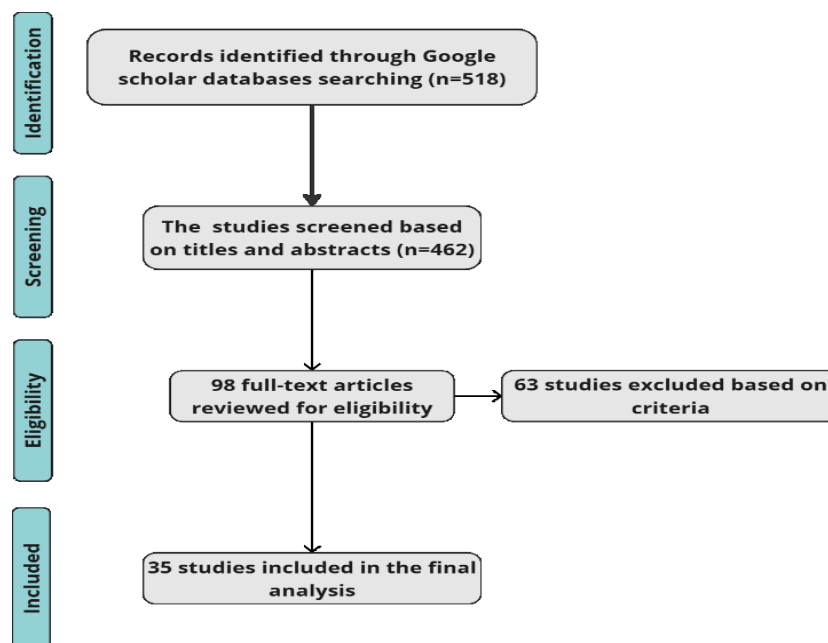 Identification
Records identified through Google
scholar databases searching (n=518)
Screening
The studies screened based
on titles and abstracts (n=462)
Eligibility
98 full-text articles
reviewed for eligibility
63 studies excluded based on
criteria
Included
35 studies included in the final
analysis